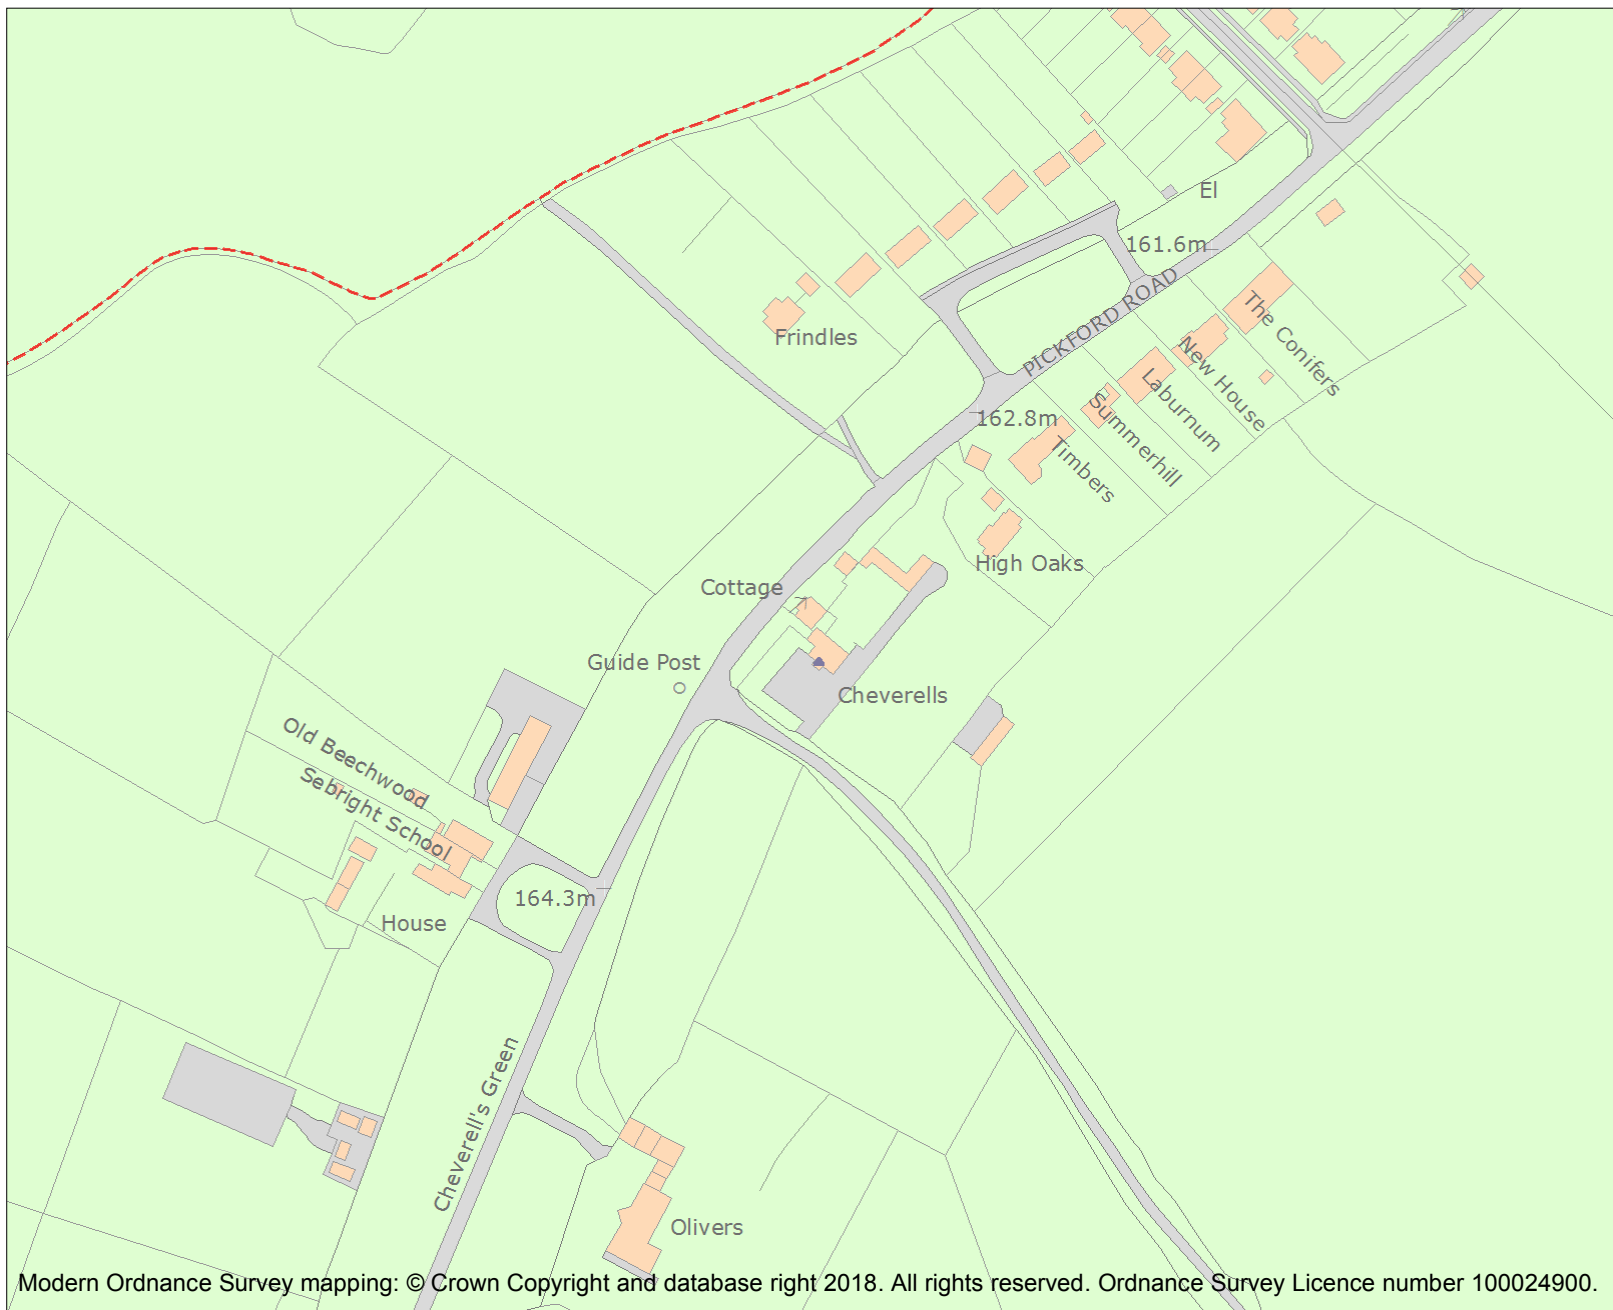 El
161.6m
PICKFORD ROAD
The Conifers
Frindles
New House
Laburnum
162.8m
Summerhill
Timbers
High Oaks
Cottage
Guide Post
Cheverells
Old Beechwood
Sebright School
164.3m
House
Cheverell's Green
Olivers
Modern Ordnance Survey mapping: © Crown Copyright and database right 2018. All rights reserved. Ordnance Survey Licence number 100024900.